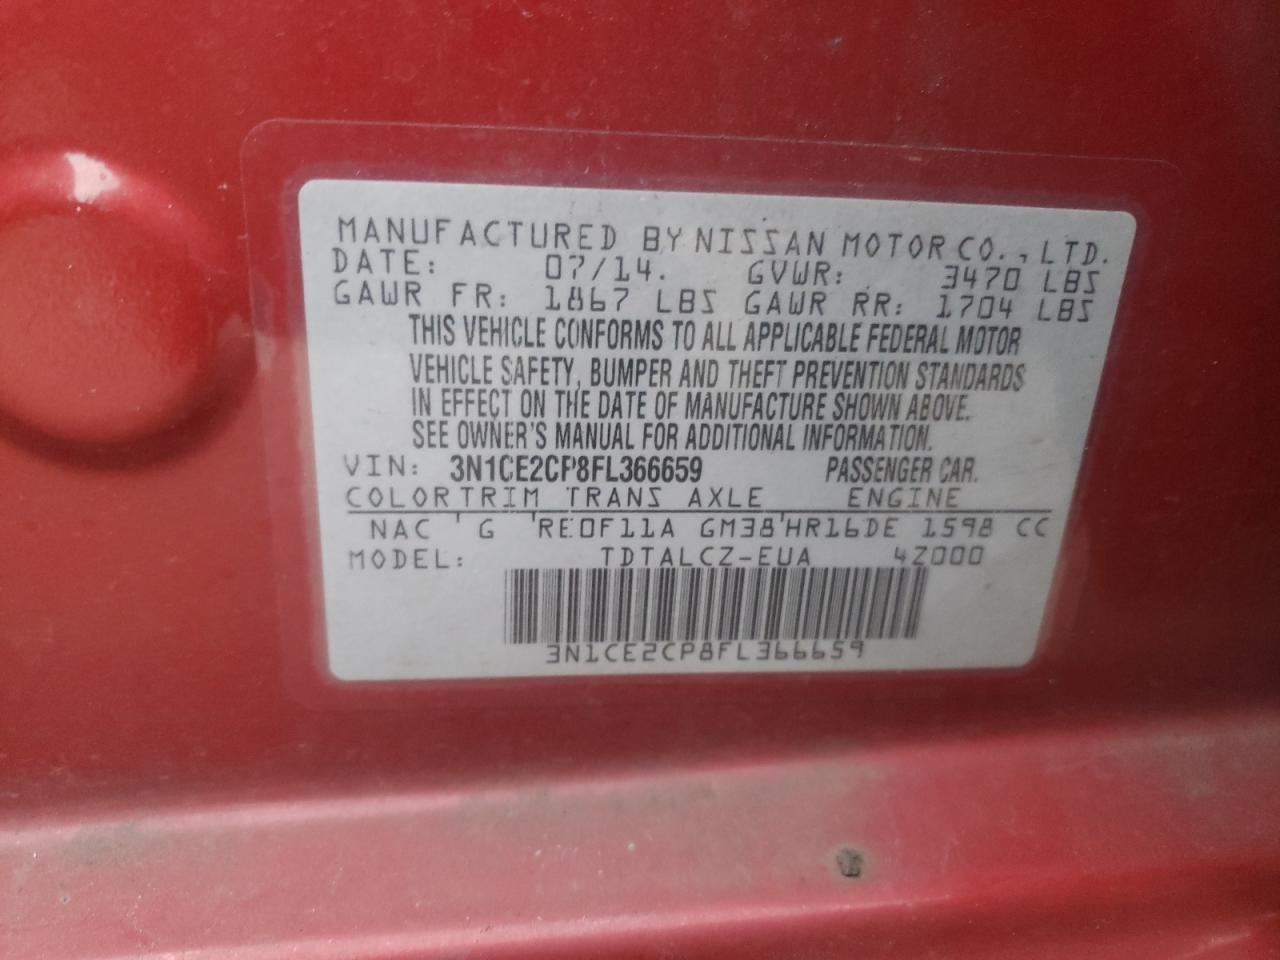 MANUFACTURED BY NISSAN MOTOR CO., LTD.
DATE: 07/14. GVWR: 3470 LBS
GAWR FR: 1867 LBS GAWR RR: 1704 LBS
THIS VEHICLE CONFORMS TO ALL APPLICABLE FEDERAL MOTOR
VEHICLE SAFETY, BUMPER AND THEFT PREVENTION STANDARDS
IN EFFECT ON THE DATE OF MANUFACTURE SHOWN ABOVE.
SEE OWNER'S MANUAL FOR ADDITIONAL INFORMATION.
VIN: 3N1CE2CP8FL366659 PASSENGER CAR.
COLOR TRIM TRANS AXLE ENGINE
NAC G RE0F11A GM38 HR16DE 1598 CC
MODEL: TDTALCZ-EUA 4Z000
3N1CE2CP8FL366659